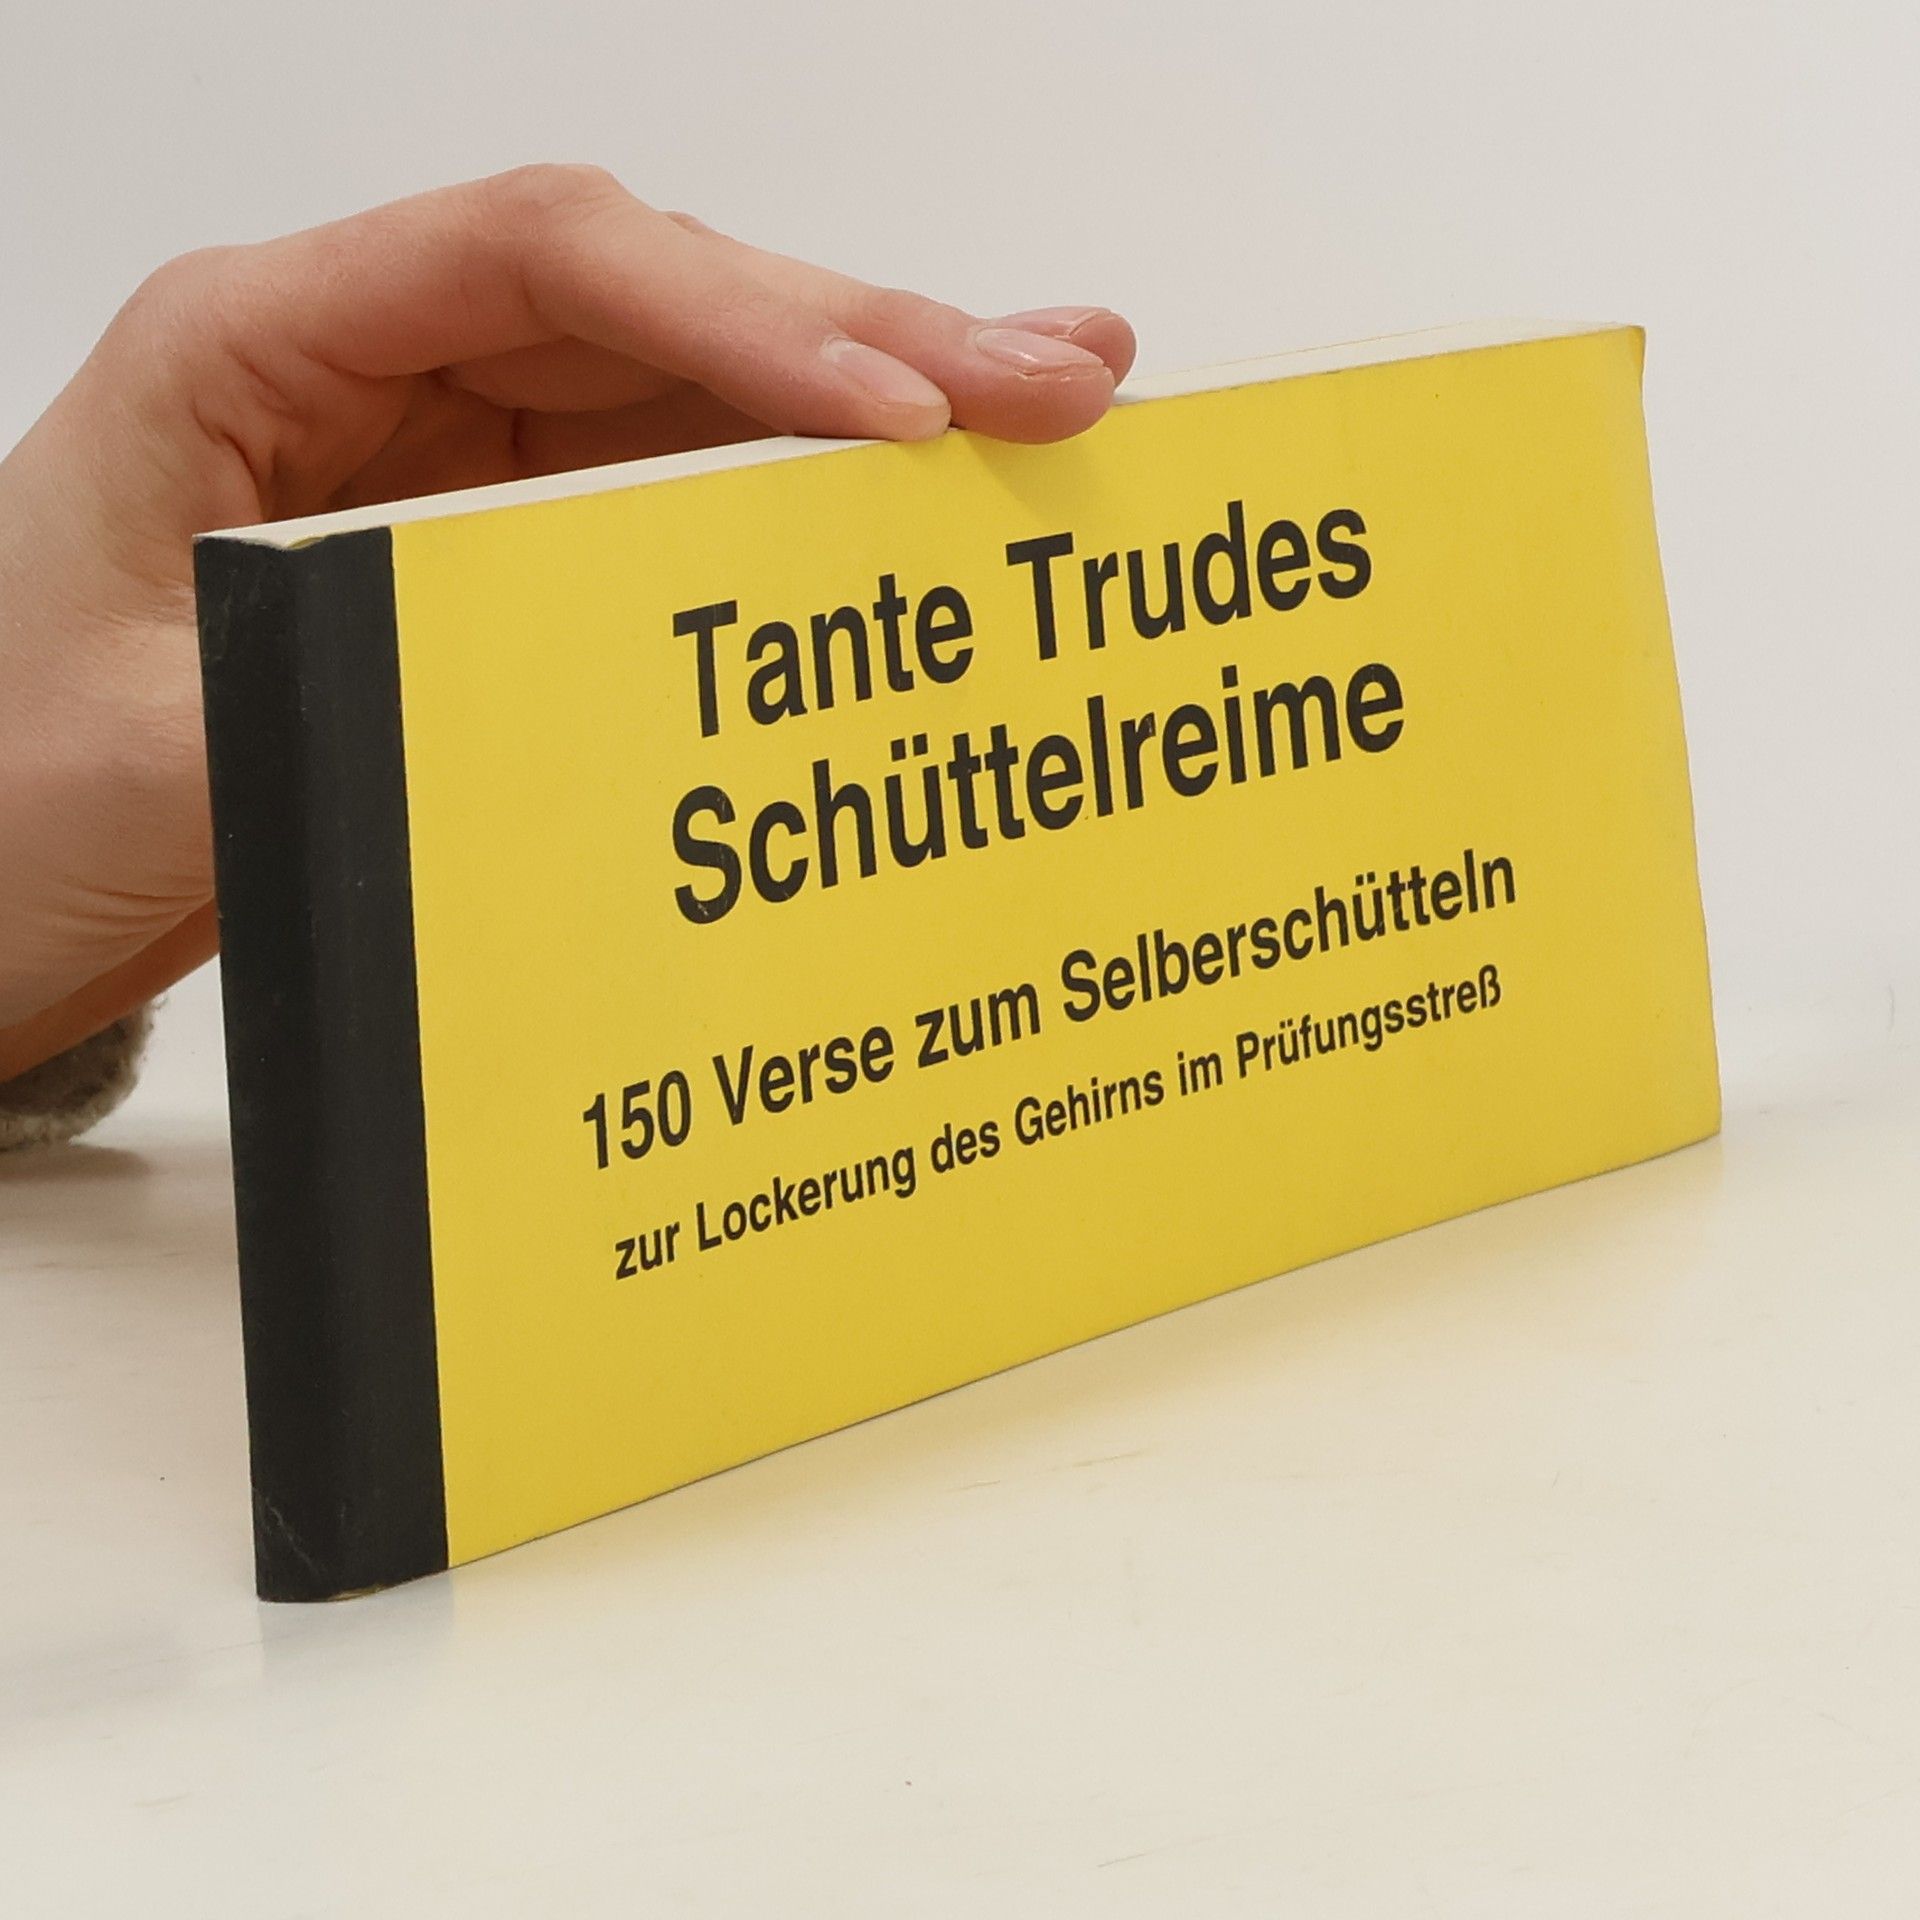 Tante Trudes
Schüttelreime
150 Verse zum Selberschütteln
zur Lockerung des Gehirns im Prüfungsstreß